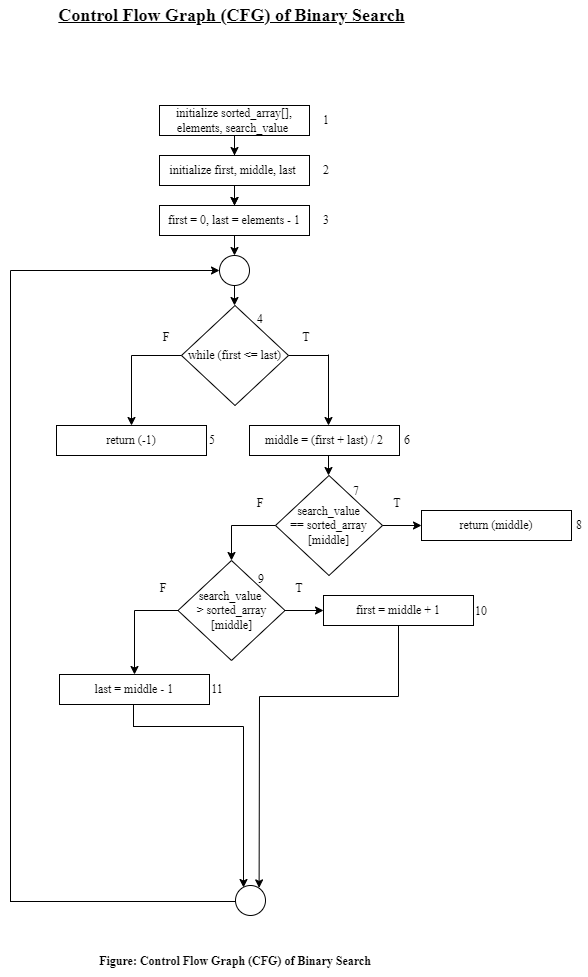 Control Flow Graph (CFG) of Binary Search
initialize sorted_array[],
elements, search_value
1
initialize first, middle, last
2
first = 0, last = elements - 1
3
4
F
T
while (first <= last)
return (-1)
5
middle = (first + last) / 2
6
7
F
T
search_value
== sorted_array
[middle]
return (middle)
8
9
F
T
search_value
> sorted_array
[middle]
first = middle + 1
10
last = middle - 1
11
Figure: Control Flow Graph (CFG) of Binary Search